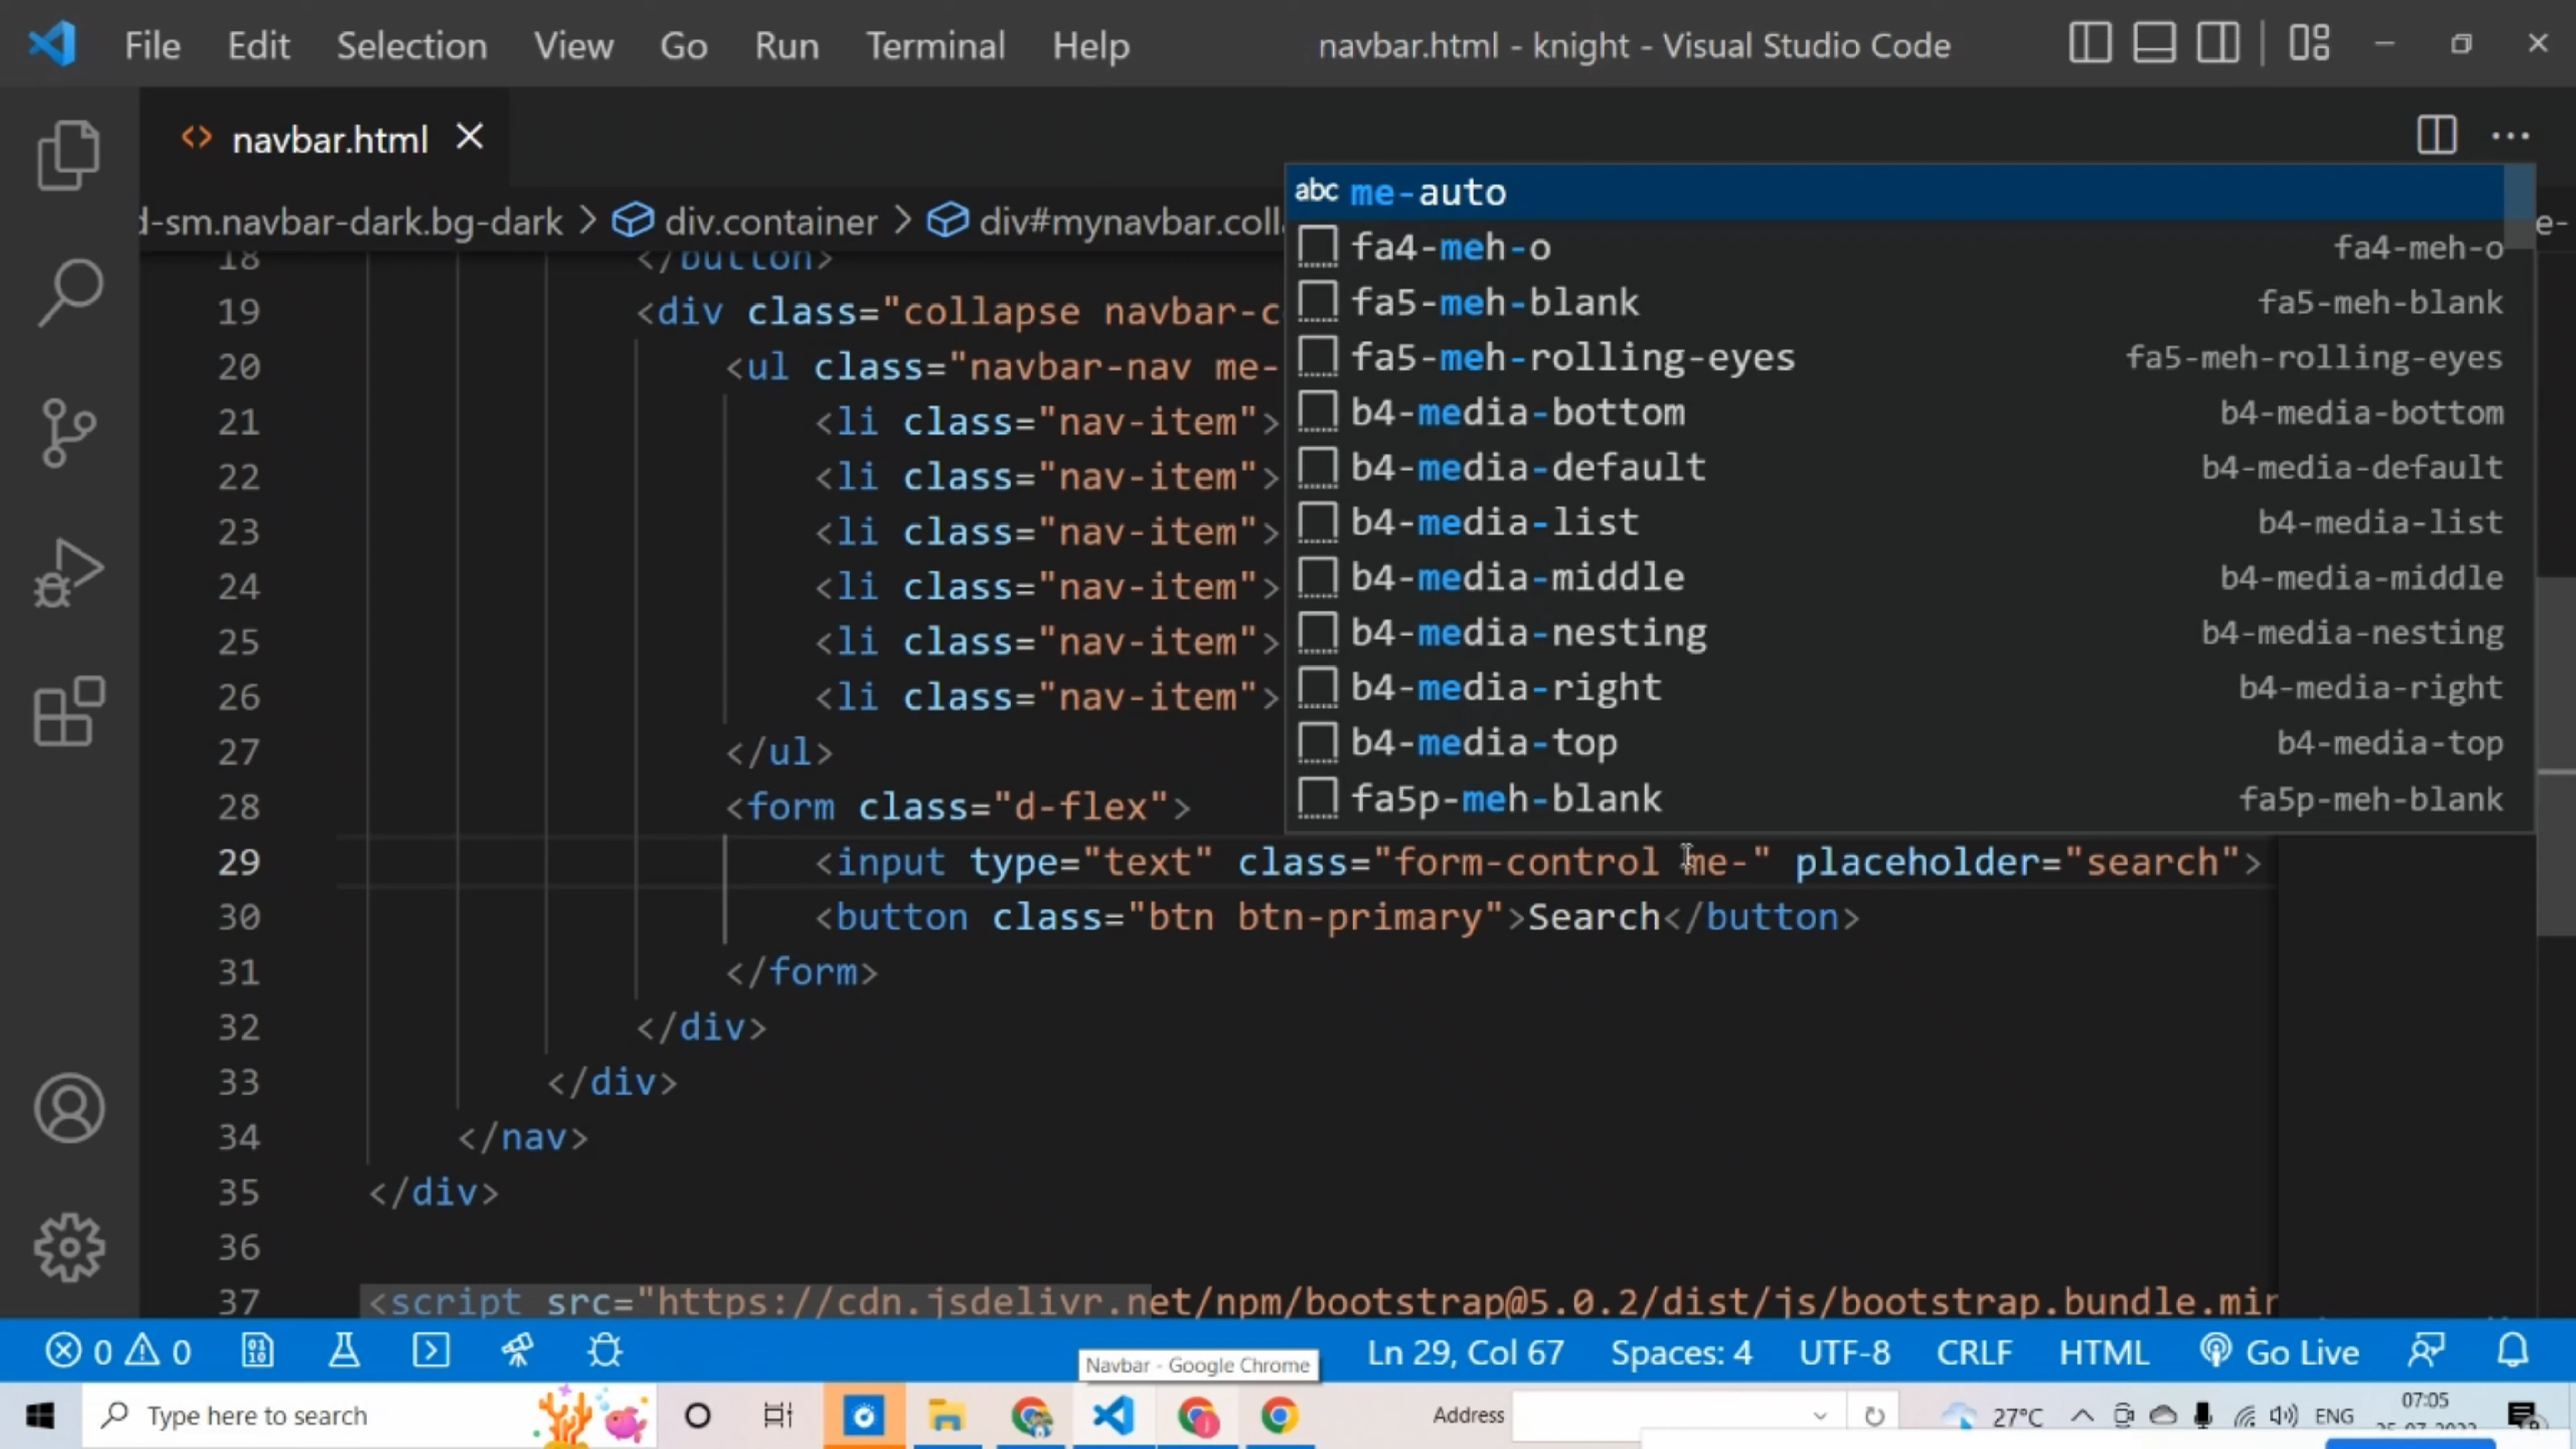 File Edit Selection View Go Run Terminal Help navbar.html - knight - Visual Studio Code
navbar.html
d-sm.navbar-dark.bg-dark > div.container > div#mynavbar.coll
abc me-auto
fa4-meh-o fa4-meh-o
fa5-meh-blank fa5-meh-blank
fa5-meh-rolling-eyes fa5-meh-rolling-eyes
b4-media-bottom b4-media-bottom
b4-media-default b4-media-default
b4-media-list b4-media-list
b4-media-middle b4-media-middle
b4-media-nesting b4-media-nesting
b4-media-right b4-media-right
b4-media-top b4-media-top
fa5p-meh-blank fa5p-meh-blank
18 </button>
19 <div class="collapse navbar-c
20 <ul class="navbar-nav me-
21 <li class="nav-item">
22 <li class="nav-item">
23 <li class="nav-item">
24 <li class="nav-item">
25 <li class="nav-item">
26 <li class="nav-item">
27 </ul>
28 <form class="d-flex">
29 <input type="text" class="form-control me-" placeholder="search">
30 <button class="btn btn-primary">Search</button>
31 </form>
32 </div>
33 </div>
34 </nav>
35 </div>
36
37 <script src="https://cdn.jsdelivr.net/npm/bootstrap@5.0.2/dist/js/bootstrap.bundle.min
0 0 Ln 29, Col 67 Spaces: 4 UTF-8 CRLF HTML Go Live
Navbar - Google Chrome
Type here to search Address 27°C ENG 07:05